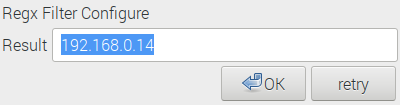 Regx Filter Configure
Result 192.168.0.14
OK retry